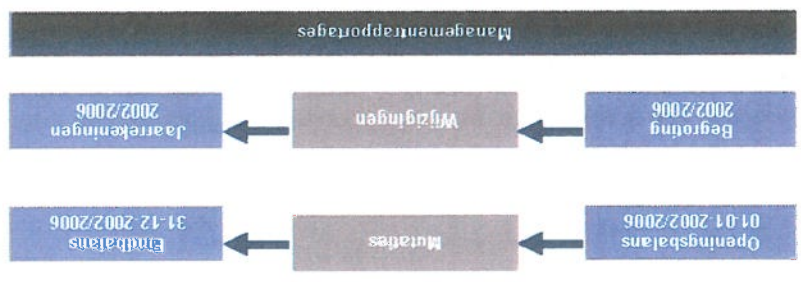 Openingsbalans
01-01-2002/2006
Mutaties
Eindbalans
31-12-2002/2006
Begroting
2002/2006
Wijzigingen
Jaarrekeningen
2002/2006
Managementrapportages